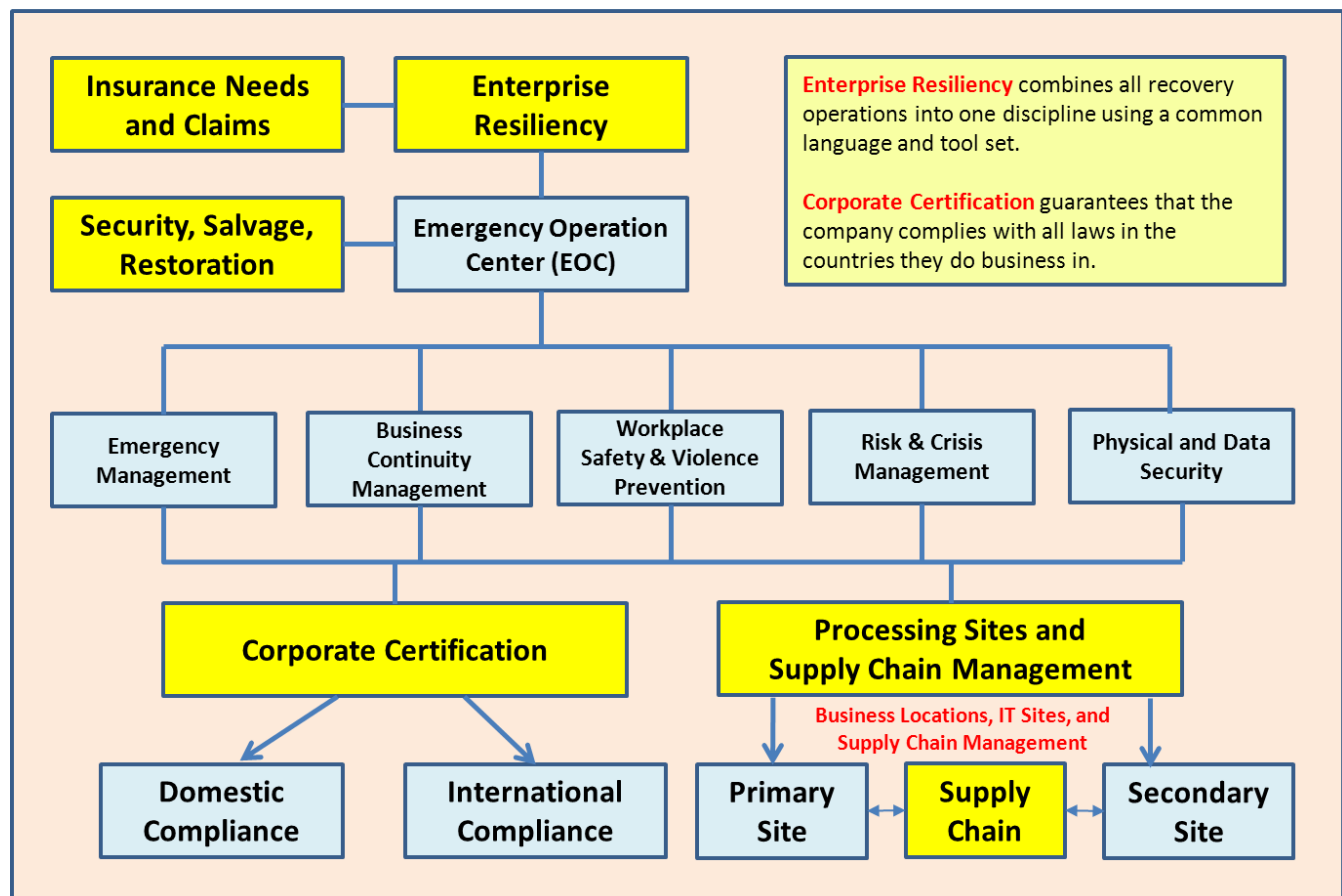 Insurance Needs
and Claims
Enterprise
Resiliency
Enterprise Resiliency combines all recovery
operations into one discipline using a common
language and tool set.
Corporate Certification guarantees that the
company complies with all laws in the
countries they do business in.
Security, Salvage,
Restoration
Emergency Operation
Center (EOC)
Emergency
Management
Business
Continuity
Management
Workplace
Safety & Violence
Prevention
Risk & Crisis
Management
Physical and Data
Security
Corporate Certification
Processing Sites and
Supply Chain Management
Business Locations, IT Sites, and
Supply Chain Management
Domestic
Compliance
International
Compliance
Primary
Site
Supply
Chain
Secondary
Site